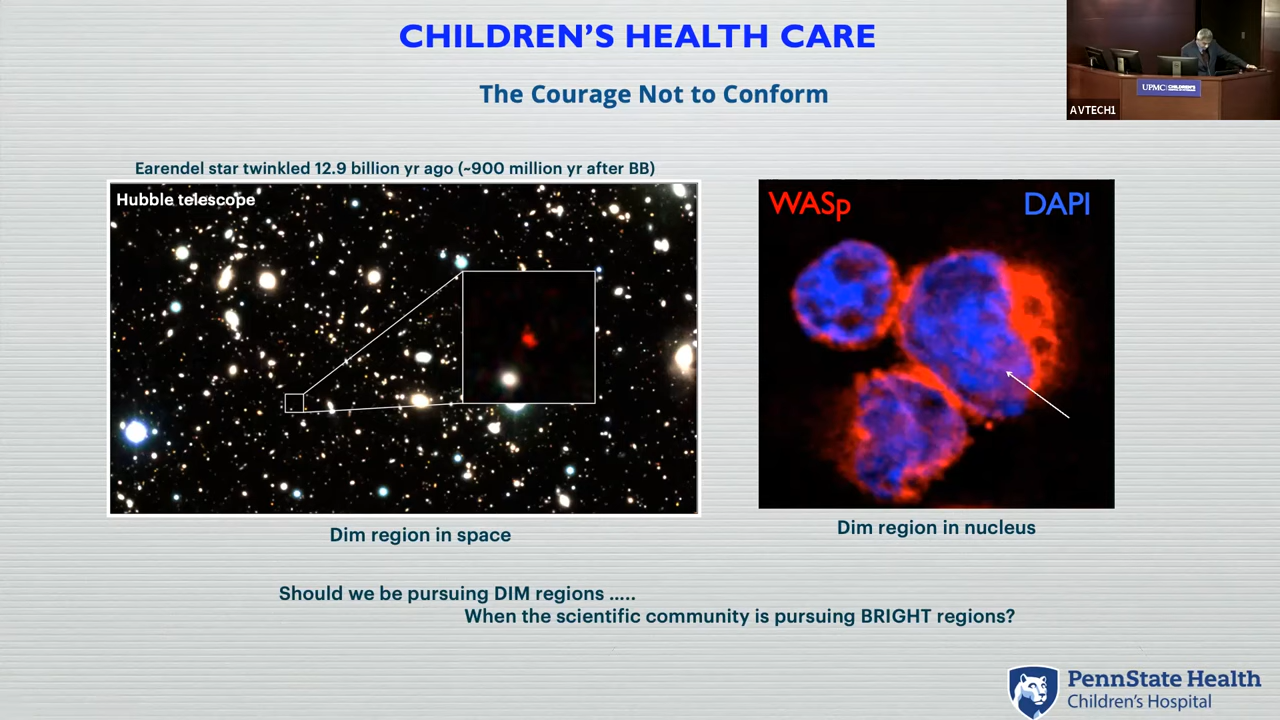 CHILDREN'S HEALTH CARE
The Courage Not to Conform
UPMC CHILDREN'S
AVTECH1
Earendel star twinkled 12.9 billion yr ago (~900 million yr after BB)
Hubble telescope
WASp
DAPI
Dim region in space
Dim region in nucleus
Should we be pursuing DIM regions .....
When the scientific community is pursuing BRIGHT regions?
PennState Health
Children's Hospital